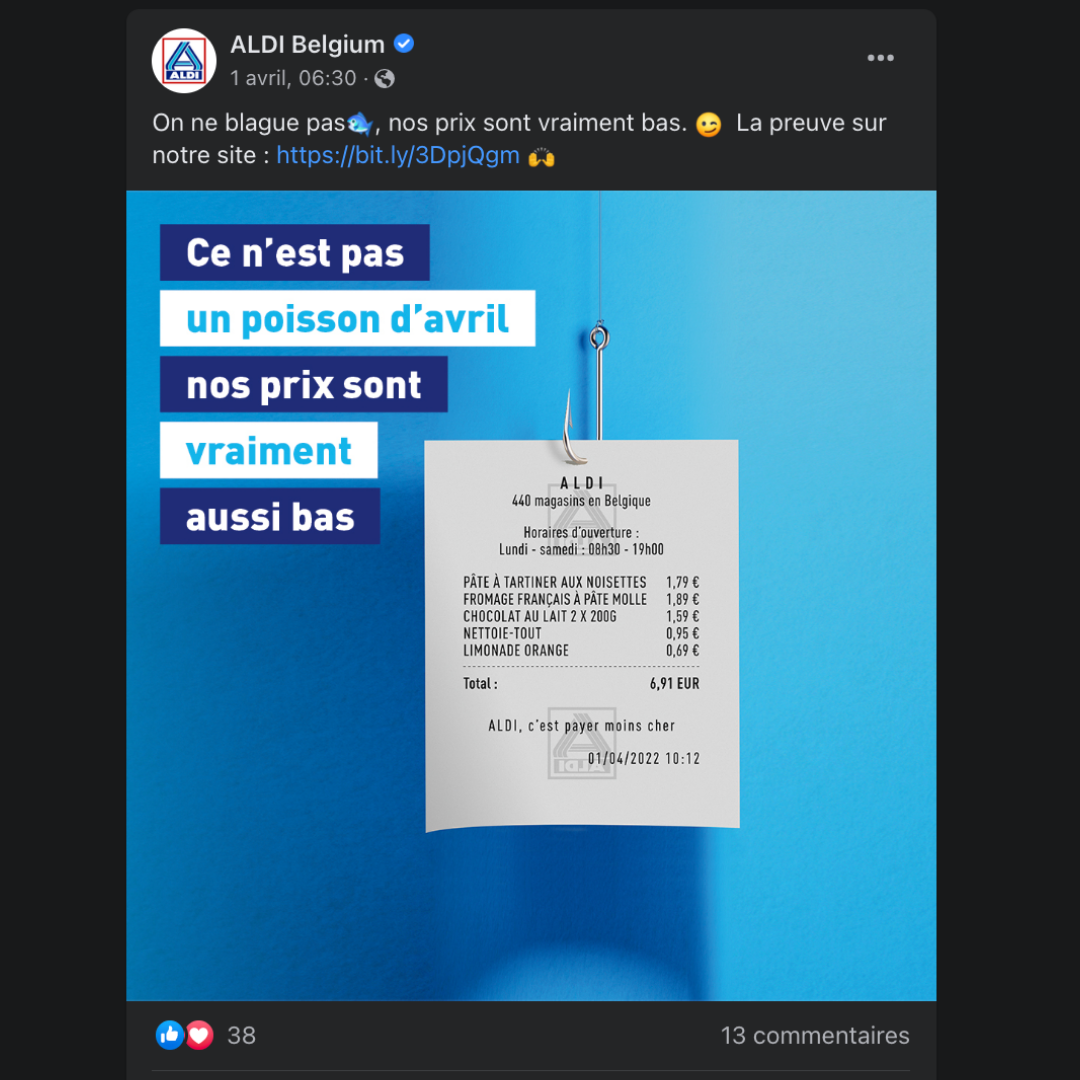 ALDI
ALDI Belgium
1 avril, 06:30 ·
On ne blague pas🐟, nos prix sont vraiment bas. 😉 La preuve sur
notre site : https://bit.ly/3DpjQgm 🙌
Ce n’est pas
un poisson d’avril
nos prix sont
vraiment
aussi bas
ALDI
440 magasins en Belgique
Horaires d’ouverture :
Lundi - samedi : 08h30 - 19h00
PÂTE À TARTINER AUX NOISETTES 1,79 €
FROMAGE FRANÇAIS À PÂTE MOLLE 1,89 €
CHOCOLAT AU LAIT 2 X 200G 1,59 €
NETTOIE-TOUT 0,95 €
LIMONADE ORANGE 0,69 €
Total : 6,91 EUR
ALDI, c’est payer moins cher
01/04/2022 10:12
ALDI
38
13 commentaires